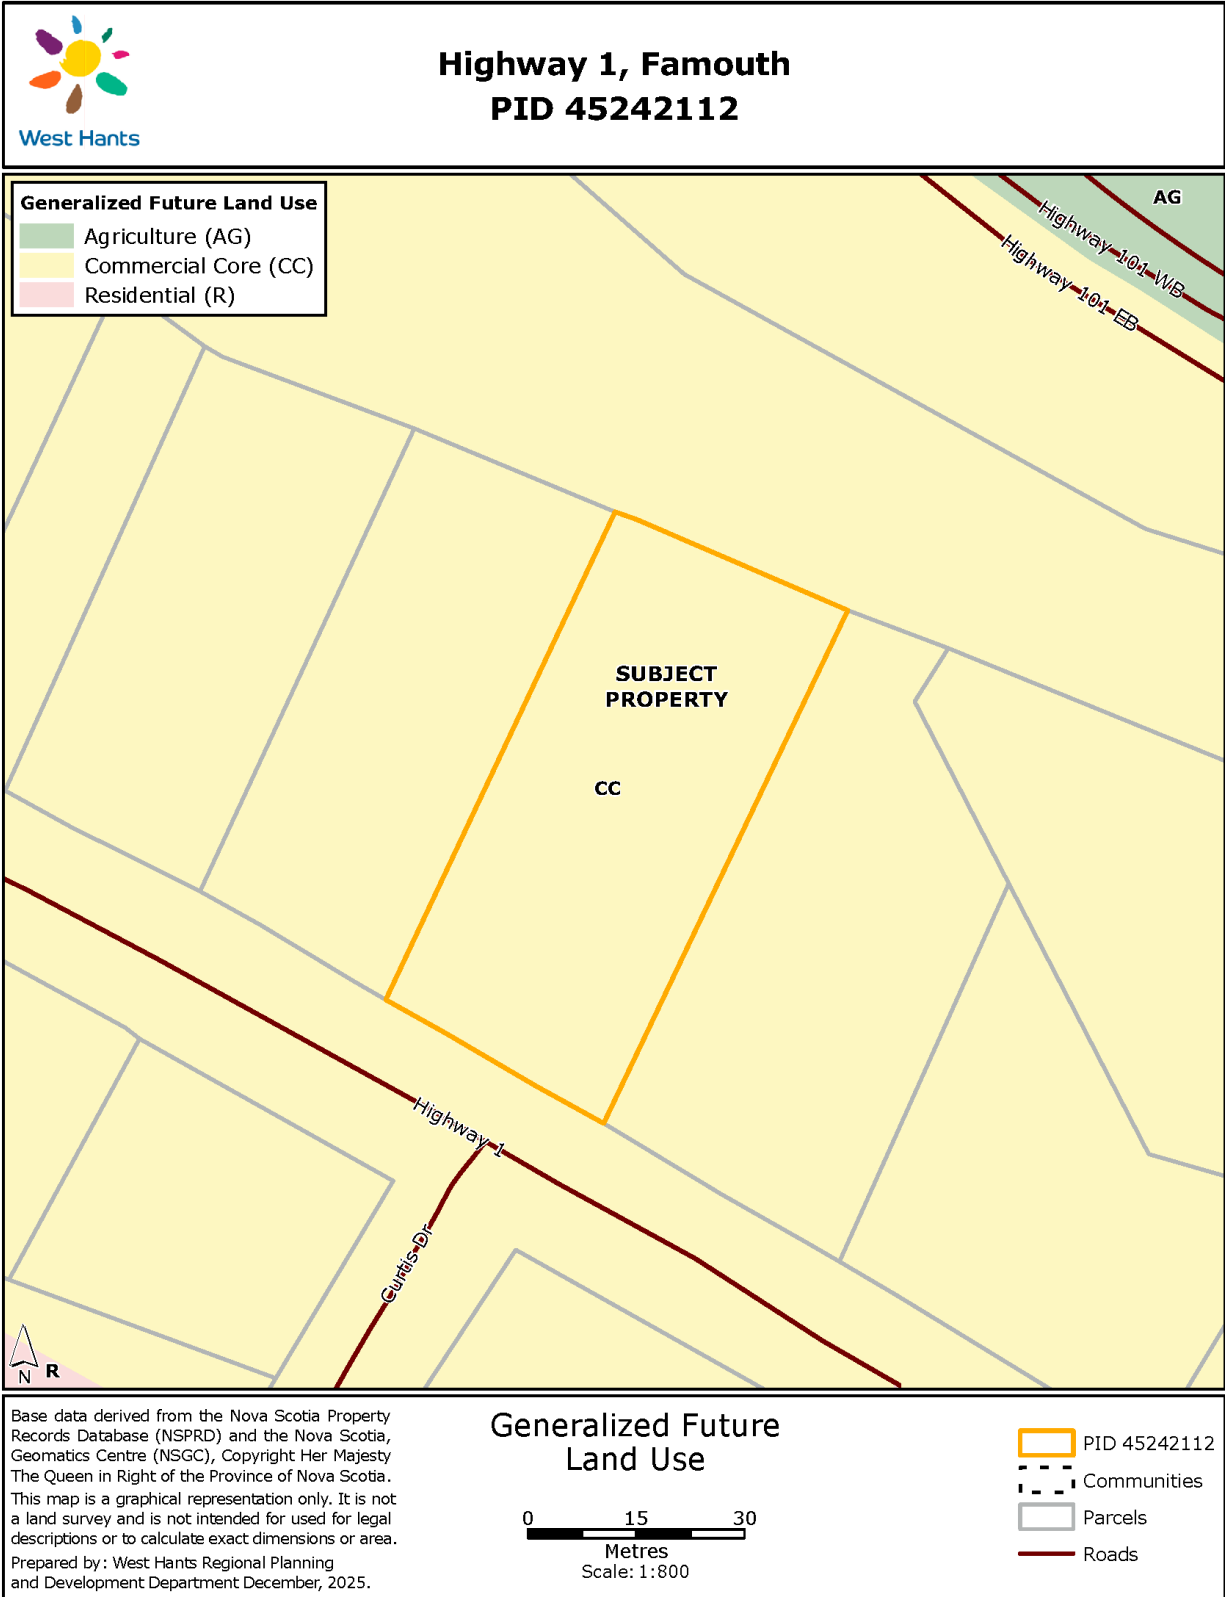 West Hants
Highway 1, Famouth
PID 45242112
Generalized Future Land Use
Agriculture (AG)
Commercial Core (CC)
Residential (R)
AG
Highway 101 WB
Highway 101 EB
SUBJECT
PROPERTY
CC
Highway 1
Curtis Dr
N
R
Base data derived from the Nova Scotia Property
Records Database (NSPRD) and the Nova Scotia,
Geomatics Centre (NSGC), Copyright Her Majesty
The Queen in Right of the Province of Nova Scotia.
This map is a graphical representation only. It is not
a land survey and is not intended for used for legal
descriptions or to calculate exact dimensions or area.
Prepared by: West Hants Regional Planning
and Development Department December, 2025.
Generalized Future
Land Use
0 15 30
Metres
Scale: 1:800
PID 45242112
Communities
Parcels
Roads